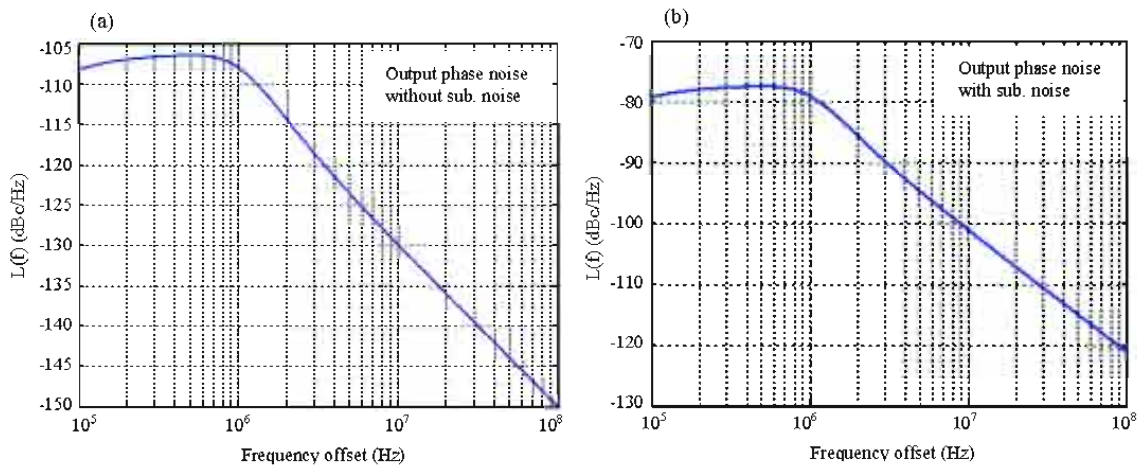 (a)
-105
-110
-115
-120
-125
-130
-135
-140
-145
-150
10^5
10^6
10^7
10^8
L(f) (dBc/Hz)
Frequency offset (Hz)
Output phase noise
without sub. noise
(b)
-70
-80
-90
-100
-110
-120
-130
10^5
10^6
10^7
10^8
L(f) (dBc/Hz)
Frequency offset (Hz)
Output phase noise
with sub. noise